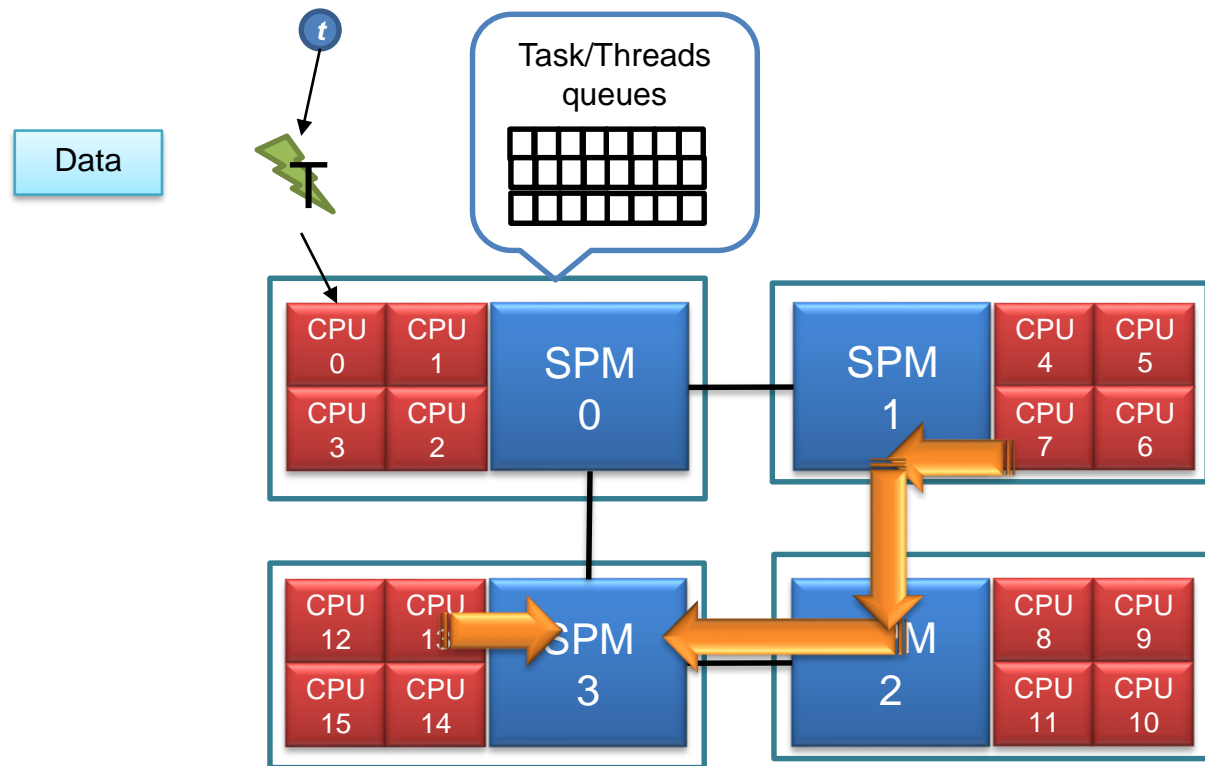 t
Task/Threads
queues
Data
T
CPU
0
CPU
1
SPM
0
SPM
1
CPU
4
CPU
5
CPU
3
CPU
2
CPU
7
CPU
6
CPU
12
CPU
13
SPM
3
2
CPU
8
CPU
9
CPU
15
CPU
14
CPU
11
CPU
10